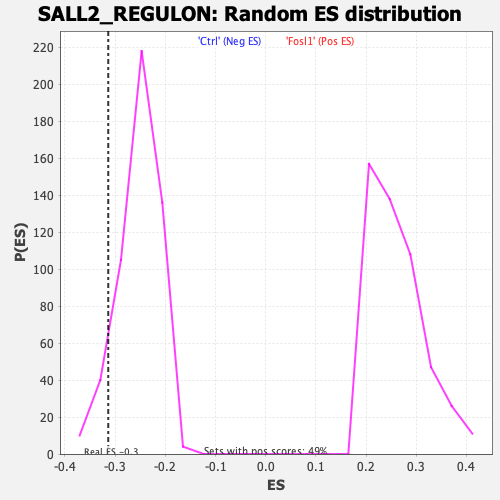 SALL2_REGULON: Random ES distribution
'Ctrl' (Neg ES) 'Fosl1' (Pos ES)
220
200
180
160
140
120
100
80
60
40
20
0
P(ES)
Real ES -0.3
Sets with pos scores: 49%
-0.4 -0.3 -0.2 -0.1 0.0 0.1 0.2 0.3 0.4
ES